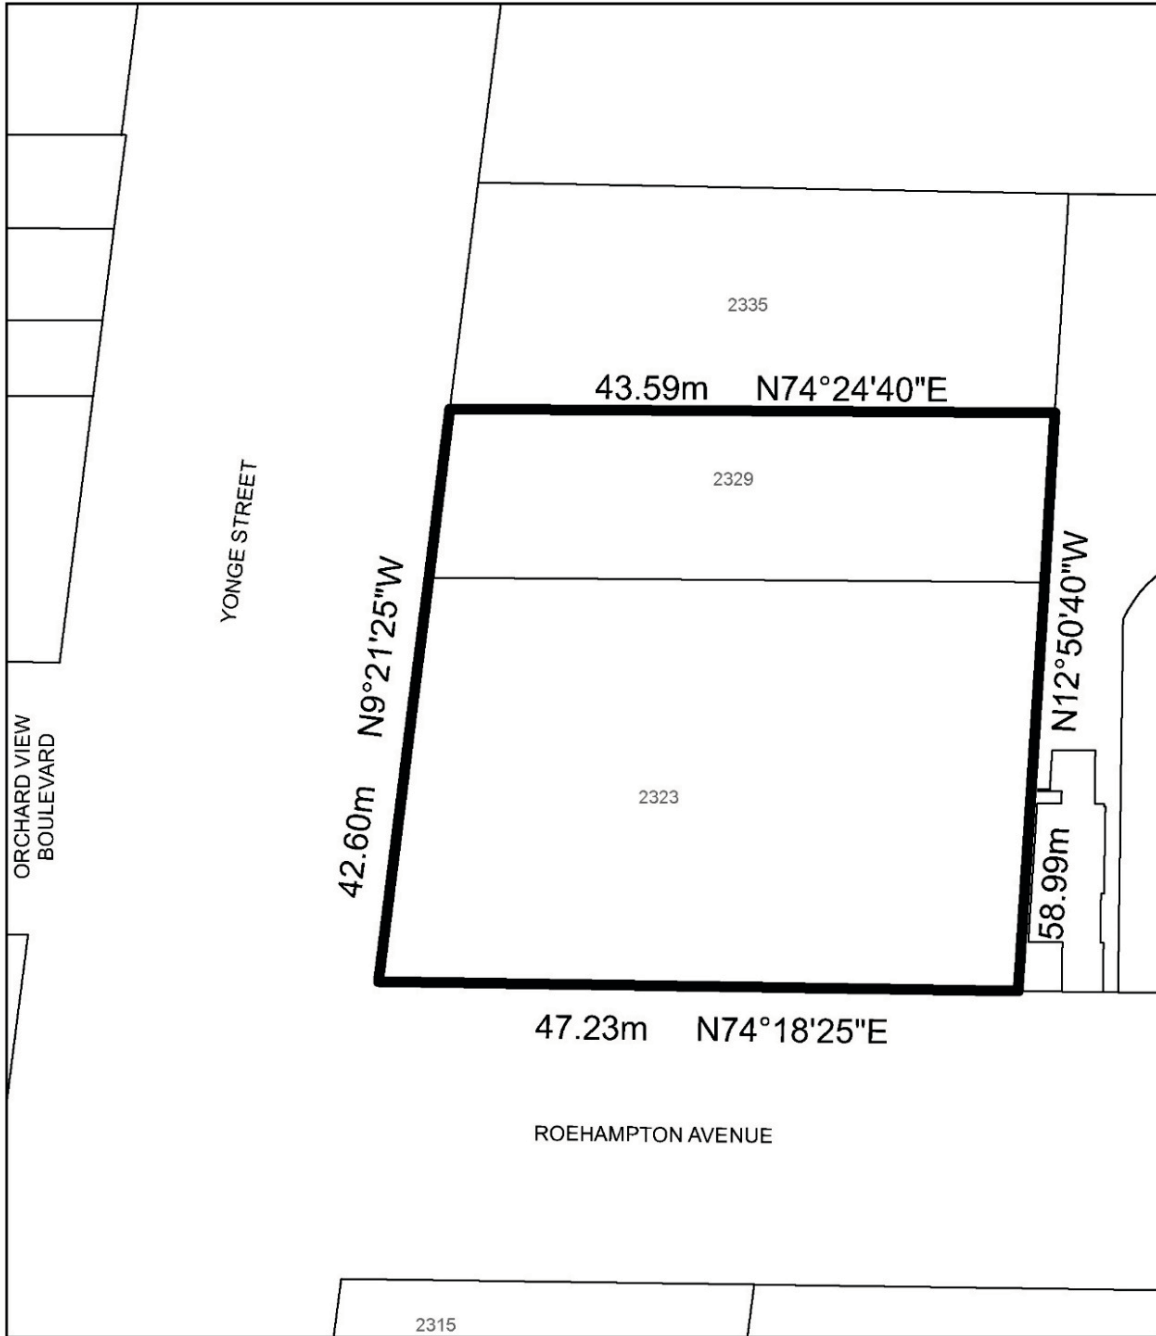 2335
43.59m N74°24'40"E
2329
YONGE STREET
N9°21'25"W
N12°50'40"W
ORCHARD VIEW
BOULEVARD
2323
42.60m
58.99m
47.23m N74°18'25"E
ROEHAMPTON AVENUE
2315